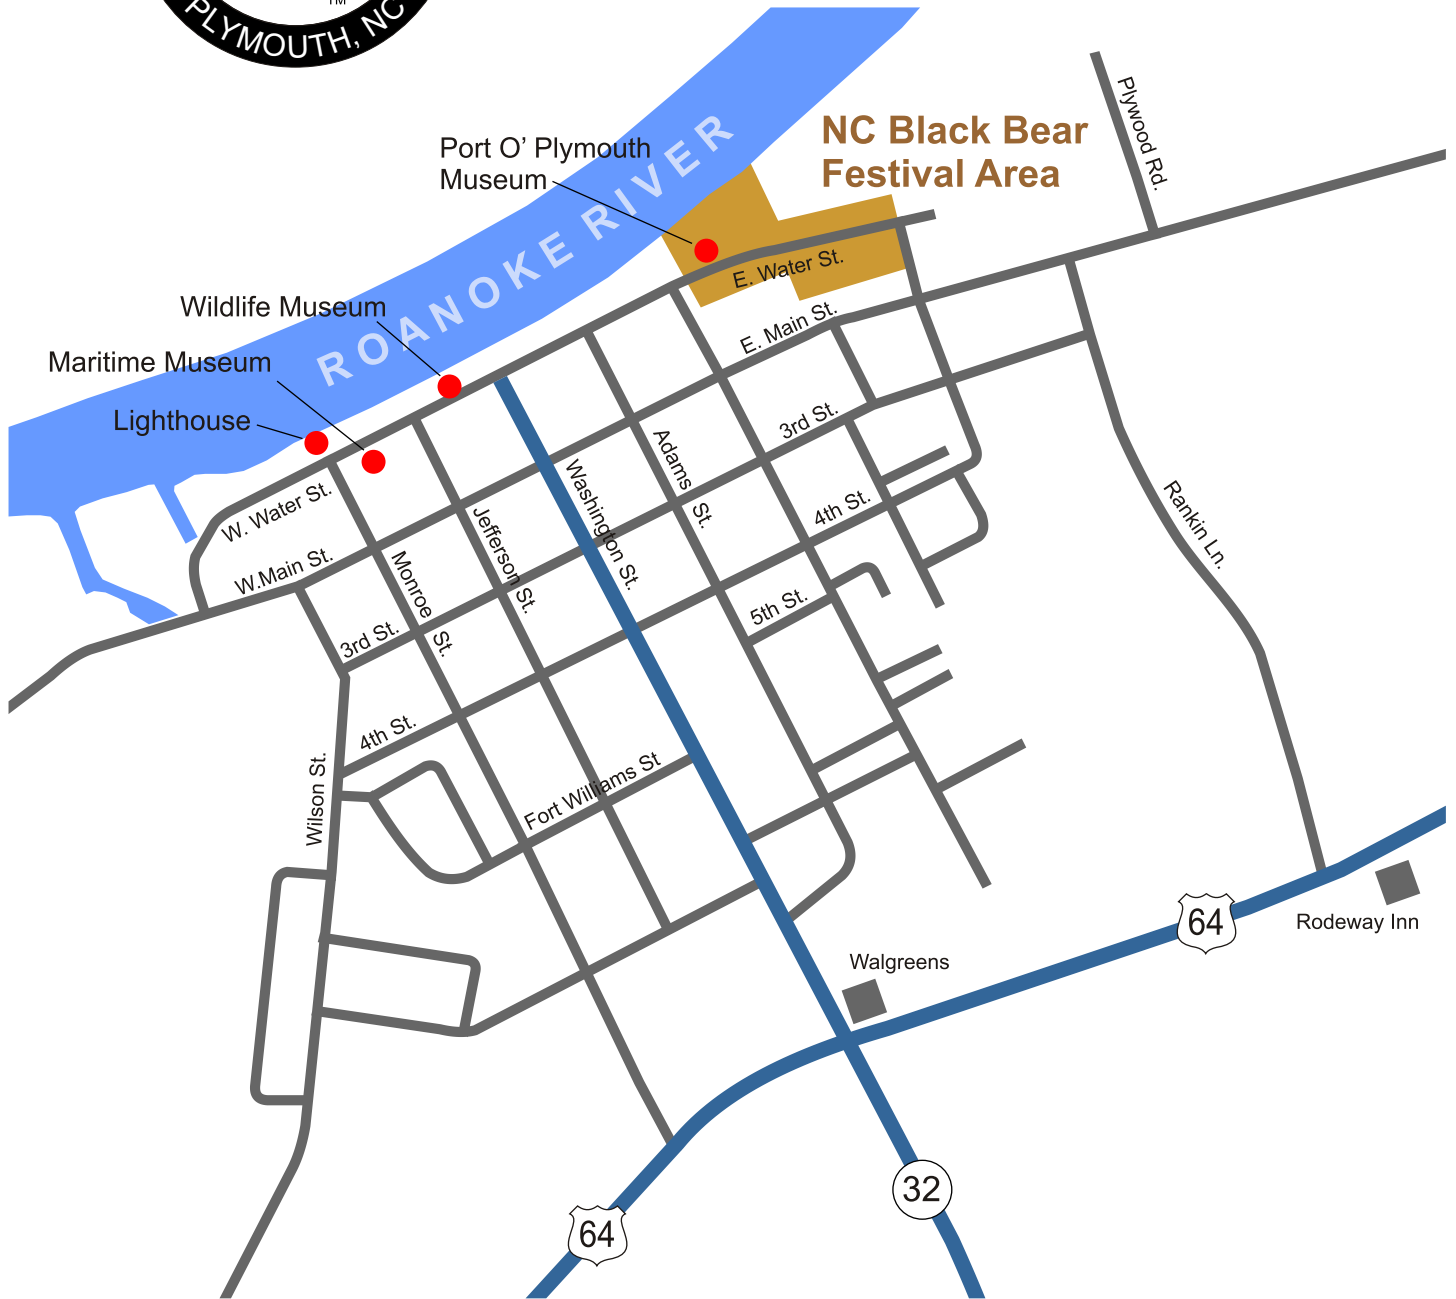 TM
PLYMOUTH, NC
NC Black Bear
Festival Area
Port O’ Plymouth
Museum
Plywood Rd.
ROANOKE RIVER
Wildlife Museum
Maritime Museum
Lighthouse
E. Water St.
E. Main St.
3rd St.
4th St.
5th St.
W. Water St.
W.Main St.
3rd St.
4th St.
Monroe St.
Jefferson St.
Washington St.
Adams St.
Rankin Ln.
Wilson St.
Fort Williams St
Walgreens
Rodeway Inn
64
64
32